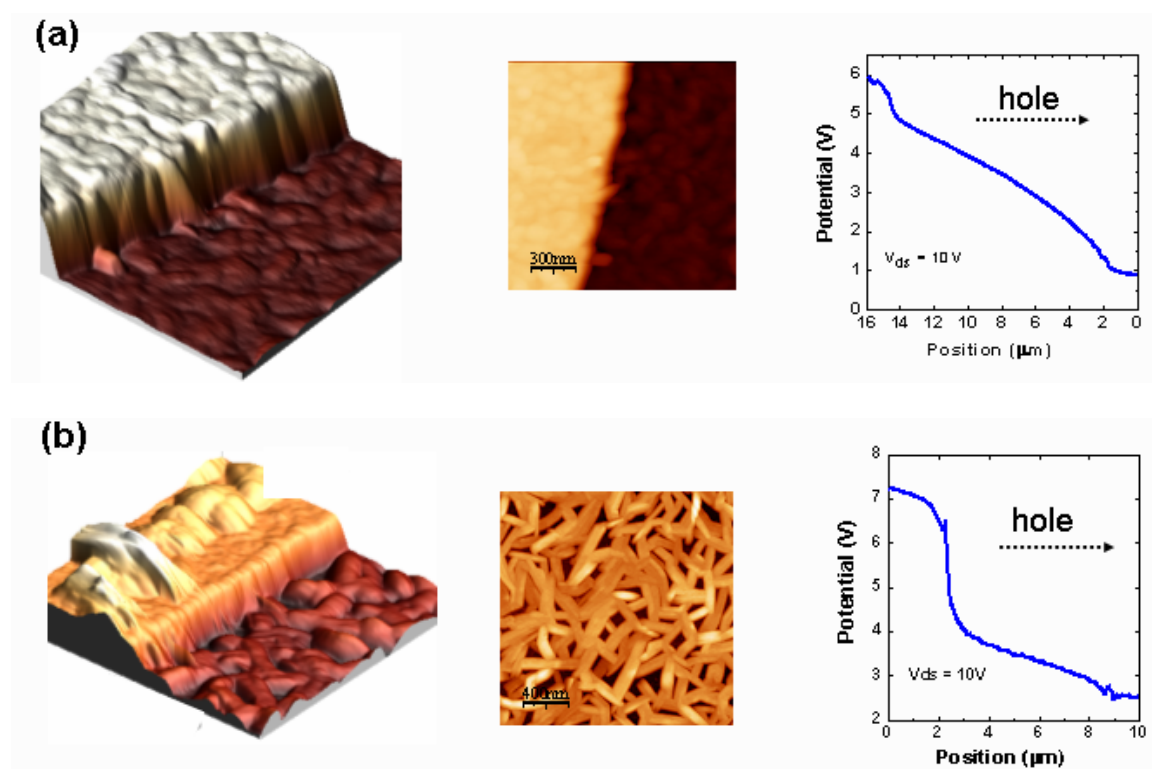 (a)
300nm
6
5
4
3
2
1
0
hole
Potential (V)
Vds = 10 V
16 14 12 10 8 6 4 2 0
Position (μm)
(b)
400nm
8
7
6
5
4
3
2
hole
Potential (V)
Vds = 10V
0 2 4 6 8 10
Position (μm)